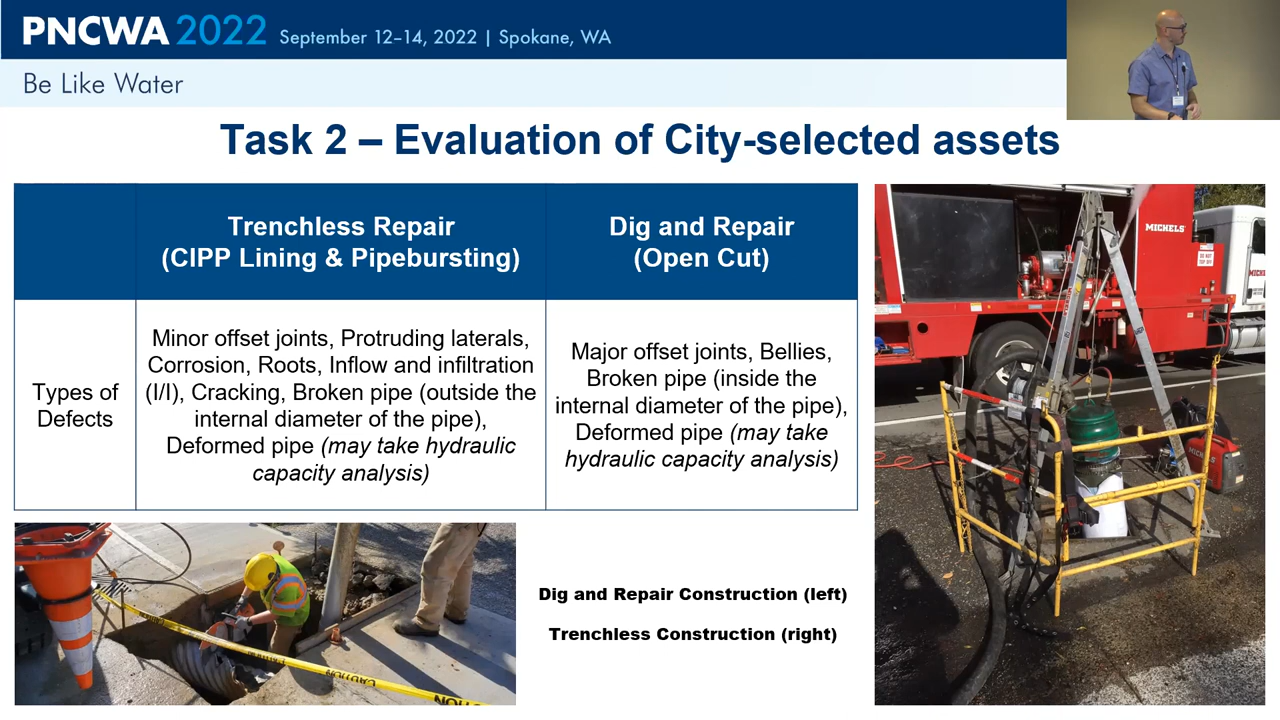 PNCWA 2022 September 12–14, 2022 | Spokane, WA
Be Like Water
Task 2 – Evaluation of City-selected assets
Trenchless Repair
(CIPP Lining & Pipebursting)
Dig and Repair
(Open Cut)
Types of
Defects
Minor offset joints, Protruding laterals,
Corrosion, Roots, Inflow and infiltration
(I/I), Cracking, Broken pipe (outside the
internal diameter of the pipe),
Deformed pipe (may take hydraulic
capacity analysis)
Major offset joints, Bellies,
Broken pipe (inside the
internal diameter of the pipe),
Deformed pipe (may take
hydraulic capacity analysis)
MICHELS
Dig and Repair Construction (left)
Trenchless Construction (right)
CAUTION